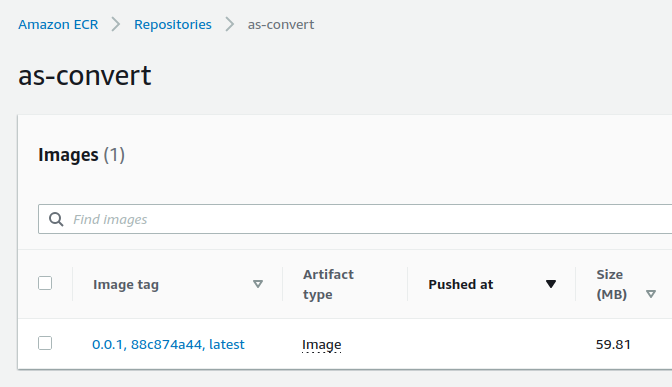 Amazon ECR > Repositories > as-convert
as-convert
Images (1)
Find images
Image tag Artifact type Pushed at Size (MB)
0.0.1, 88c874a44, latest Image 59.81